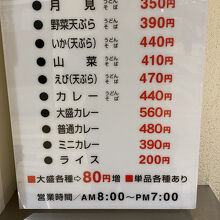 ● 月見 うどんそば 350円
● 野菜天ぷら うどんそば 390円
● いか(天ぷら) うどんそば 440円
● 山菜 うどんそば 410円
● えび(天ぷら) うどんそば 470円
● カレー うどんそば 440円
● 大盛カレー 560円
● 普通カレー 480円
● ミニカレー 390円
● ライス 200円
■大盛各種⇨80円増 ■単品各種あり
営業時間/AM8:00〜PM7:00